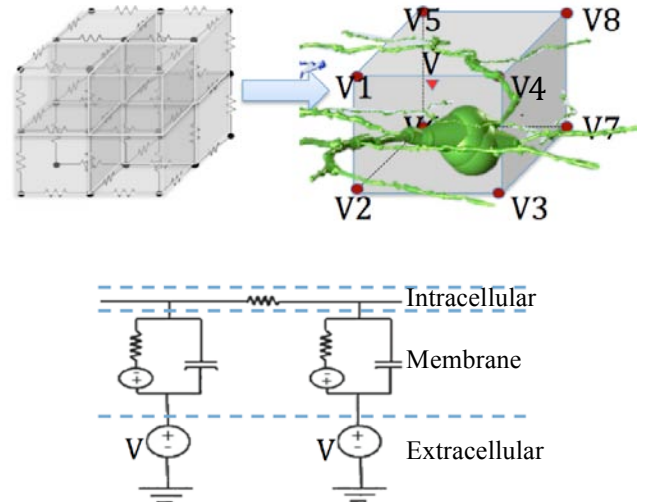 V5
V8
V1
V
V4
V7
V2
V3
Intracellular
Membrane
V
V
Extracellular